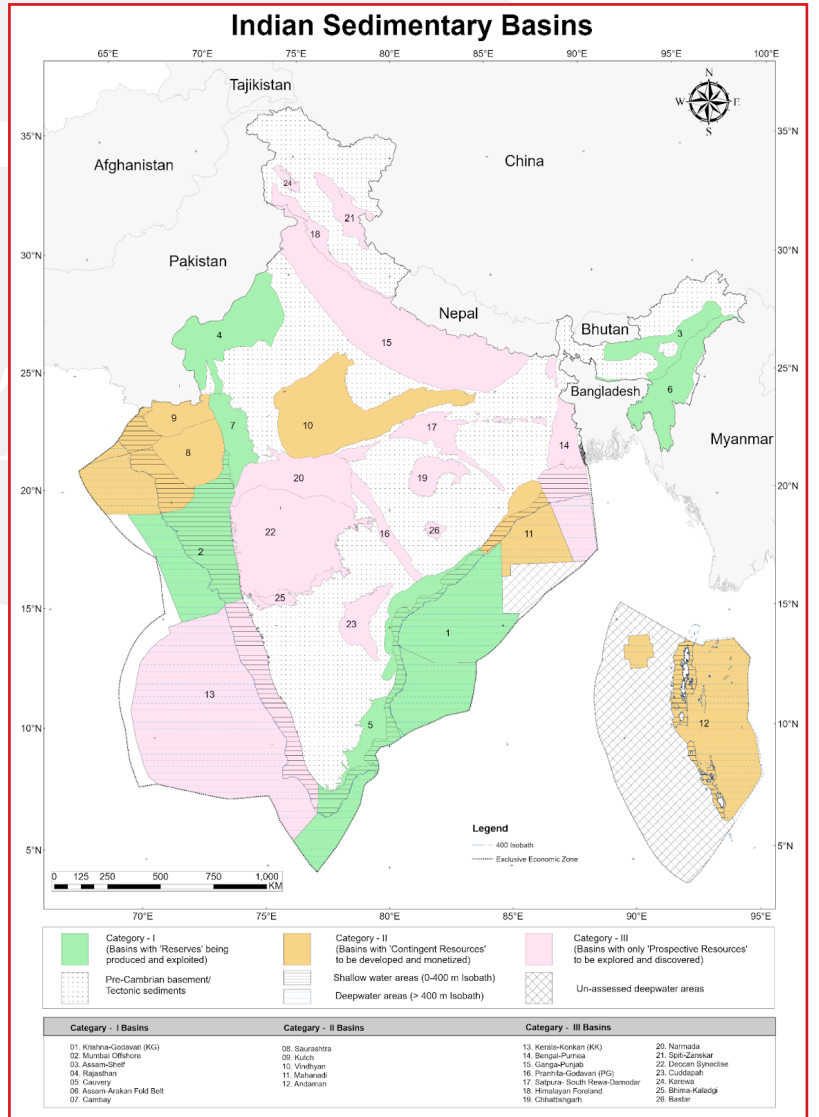 Indian Sedimentary Basins
65°E 70°E 75°E 80°E 85°E 90°E 95°E 100°E
Tajikistan
N
W E
S
35°N 35°N
Afghanistan
China
24
21
18
30°N 30°N
Pakistan
Nepal
4
15
Bhutan
3
25°N 25°N
Bangladesh
6
9
7
10
17
14
Myanmar
8
19
20
20°N 20°N
22
16
26
11
2
25
15°N 15°N
23
1
13
10°N 10°N
5
12
Legend
400 Isobath
Exclusive Economic Zone
5°N 5°N
0 125 250 500 750 1,000
KM
70°E 75°E 80°E 85°E 90°E 95°E
Category - I
(Basins with 'Reserves' being
produced and exploited)
Category - II
(Basins with 'Contingent Resources'
to be developed and monetized)
Category - III
(Basins with only 'Prospective Resources'
to be explored and discovered)
Pre-Cambrian basement/
Tectonic sediments
Shallow water areas (0-400 m Isobath)
Deepwater areas (> 400 m Isobath)
Un-assessed deepwater areas
Categary - I Basins
01. Krishna-Godavari (KG)
02. Mumbai Offshore
03. Assam-Shelf
04. Rajasthan
05. Cauvery
06. Assam-Arakan Fold Belt
07. Cambay
Categary - II Basins
08. Saurashtra
09. Kutch
10. Vindhyan
11. Mahanadi
12. Andaman
Categary - III Basins
13. Kerala-Konkan (KK)
14. Bengal-Purnea
15. Ganga-Punjab
16. Pranhita-Godavari (PG)
17. Satpura- South Rewa-Damodar
18. Himalayan Foreland
19. Chhattishgarh
20. Narmada
21. Spiti-Zanskar
22. Deccan Syneclise
23. Cuddapah
24. Karewa
25. Bhima-Kaladgi
26. Bastar